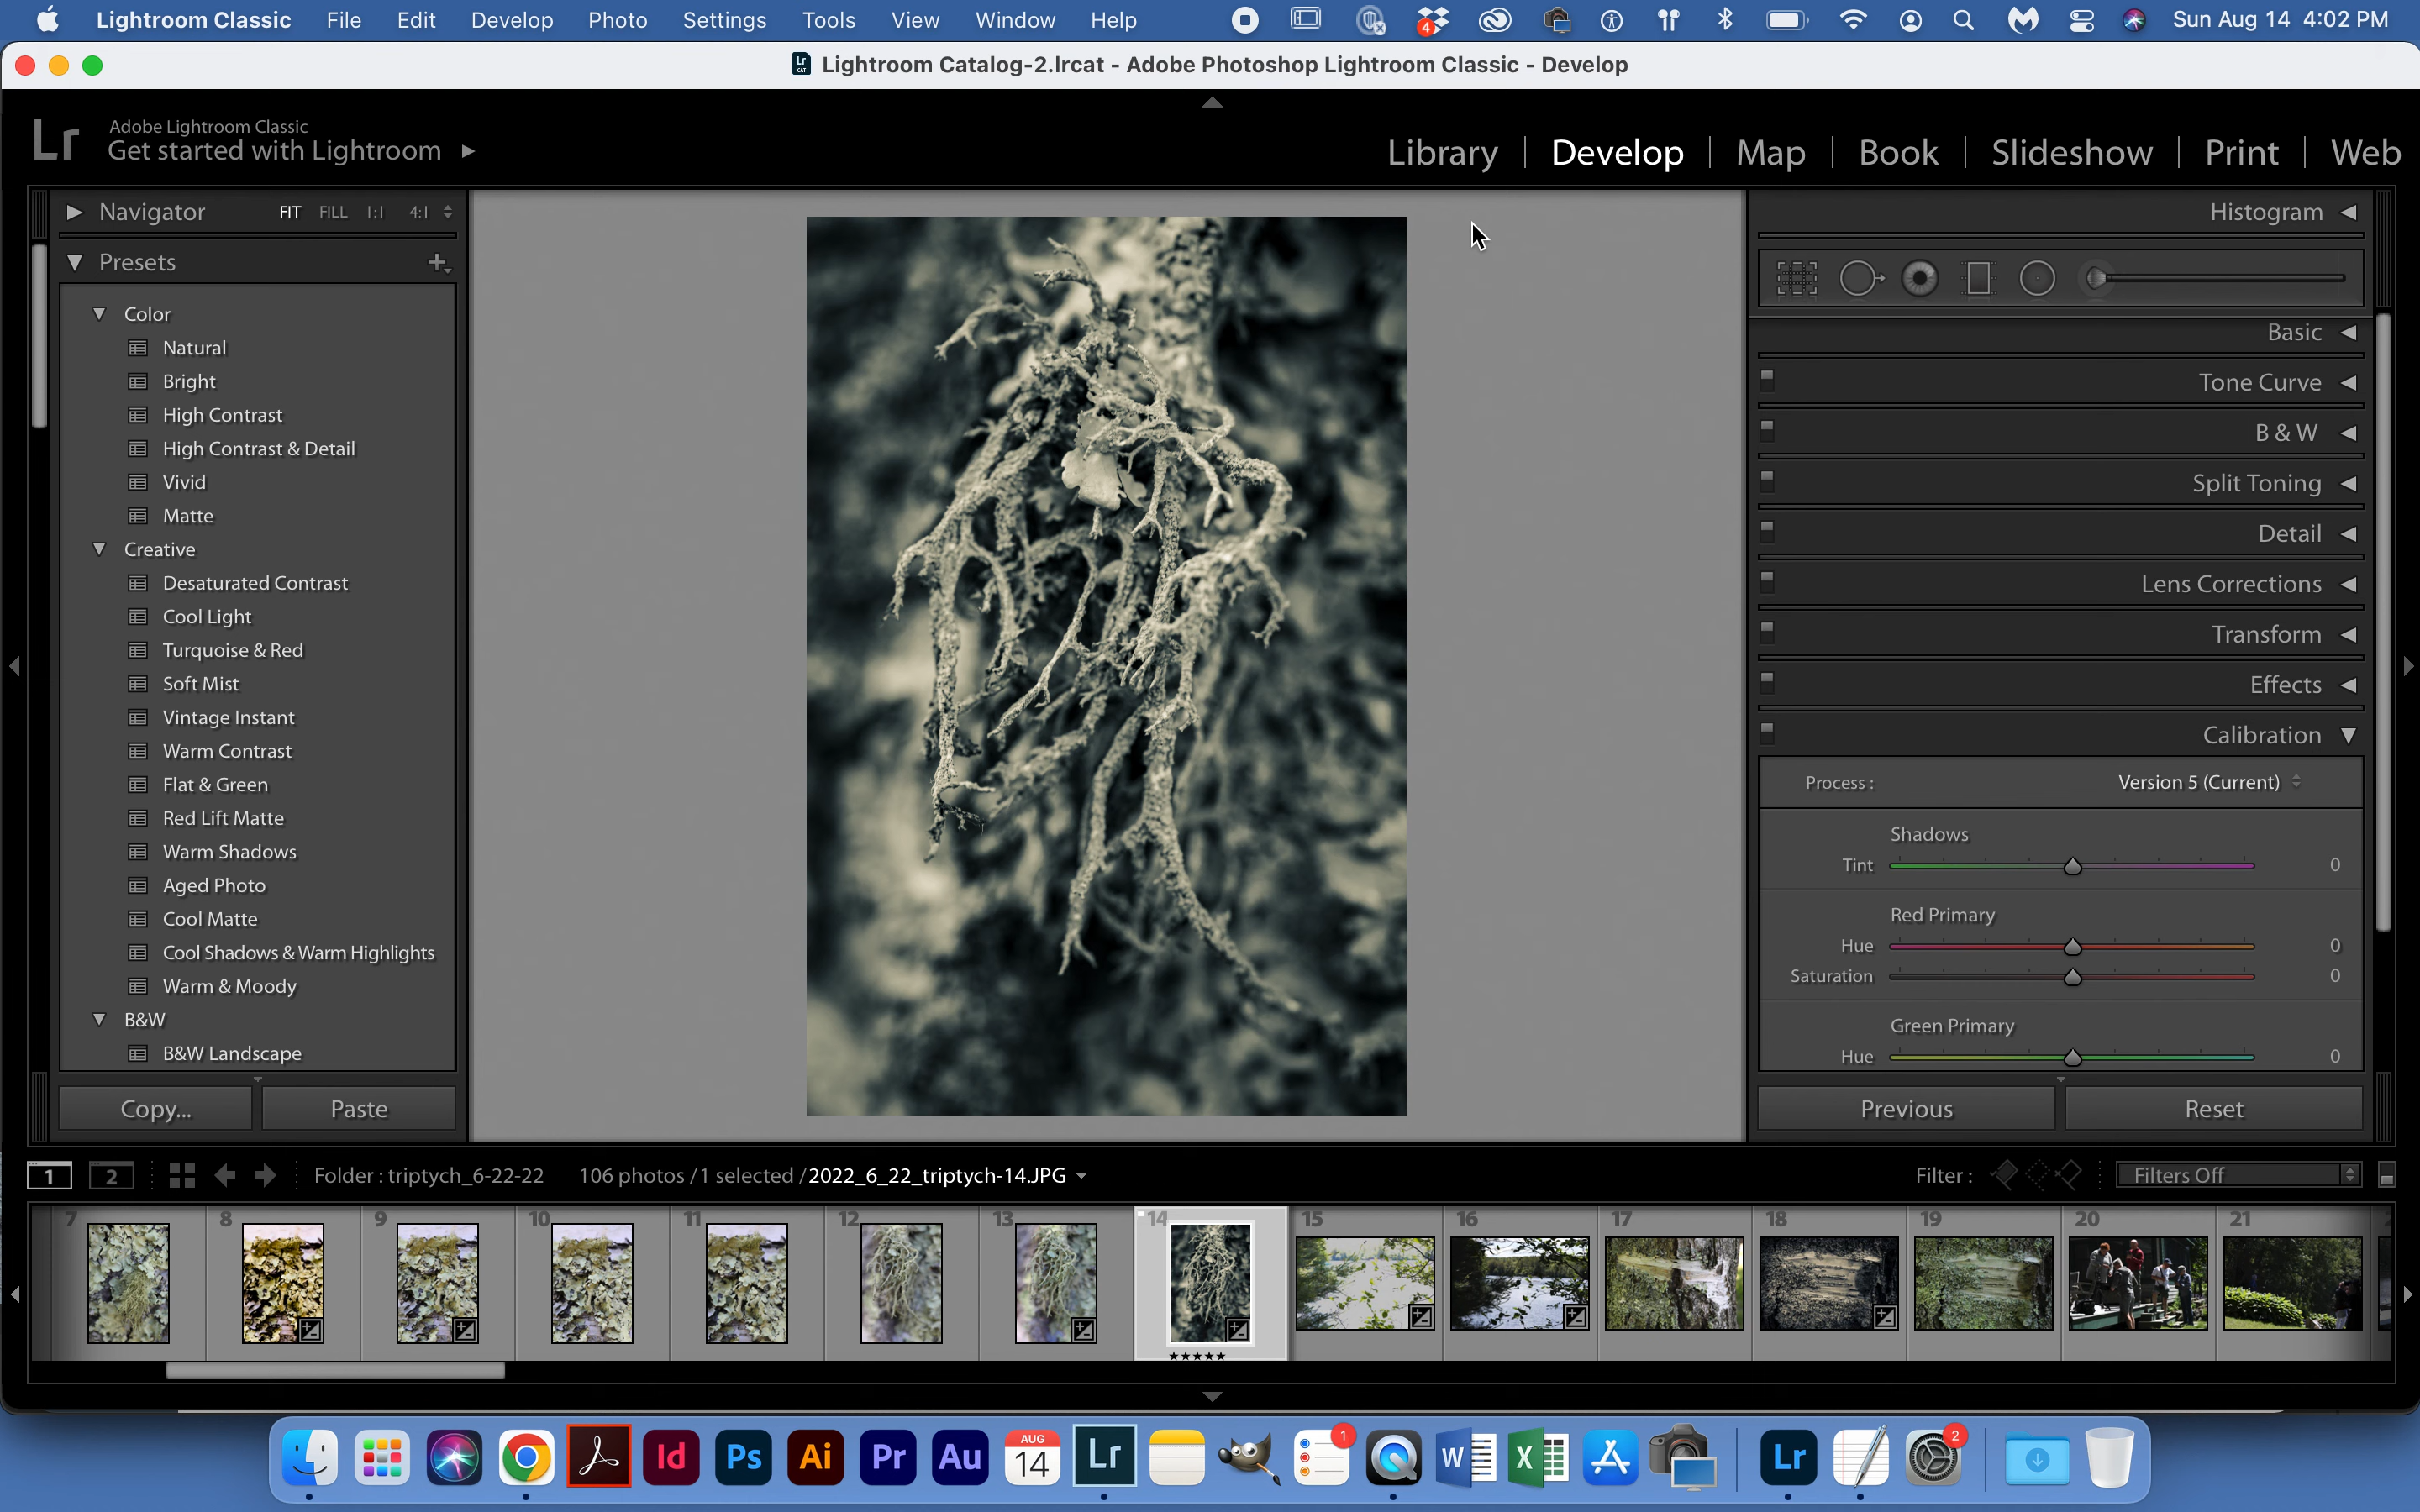 Lightroom Classic File Edit Develop Photo Settings Tools View Window Help 4 Sun Aug 14 4:02 PM
Lr CAT Lightroom Catalog-2.lrcat - Adobe Photoshop Lightroom Classic - Develop
Lr Adobe Lightroom Classic
Get started with Lightroom
Library | Develop | Map | Book | Slideshow | Print | Web
Navigator FIT FILL 1:1 4:1
Presets
Color
Natural
Bright
High Contrast
High Contrast & Detail
Vivid
Matte
Creative
Desaturated Contrast
Cool Light
Turquoise & Red
Soft Mist
Vintage Instant
Warm Contrast
Flat & Green
Red Lift Matte
Warm Shadows
Aged Photo
Cool Matte
Cool Shadows & Warm Highlights
Warm & Moody
B&W
B&W Landscape
Copy... Paste
Histogram
Basic
Tone Curve
B & W
Split Toning
Detail
Lens Corrections
Transform
Effects
Calibration
Process : Version 5 (Current)
Shadows
Tint 0
Red Primary
Hue 0
Saturation 0
Green Primary
Hue 0
Previous Reset
1 2 Folder : triptych_6-22-22 106 photos / 1 selected / 2022_6_22_triptych-14.JPG Filter : Filters Off
7 8 9 10 11 12 13 14 15 16 17 18 19 20 21
★★★★★
Id Ps Ai Pr Au AUG 14 Lr 1 W X Lr 2